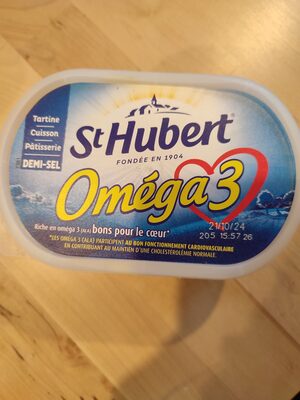 Tartine
Cuisson
Pâtisserie
DEMI-SEL
St Hubert
FONDÉE EN 1904
Oméga 3
21/10/24
205 15:57 26
Riche en oméga 3 (ALA) bons pour le cœur*
*LES OMÉGA 3 (ALA) PARTICIPENT AU BON FONCTIONNEMENT CARDIOVASCULAIRE
EN CONTRIBUANT AU MAINTIEN D'UNE CHOLESTÉROLÉMIE NORMALE.